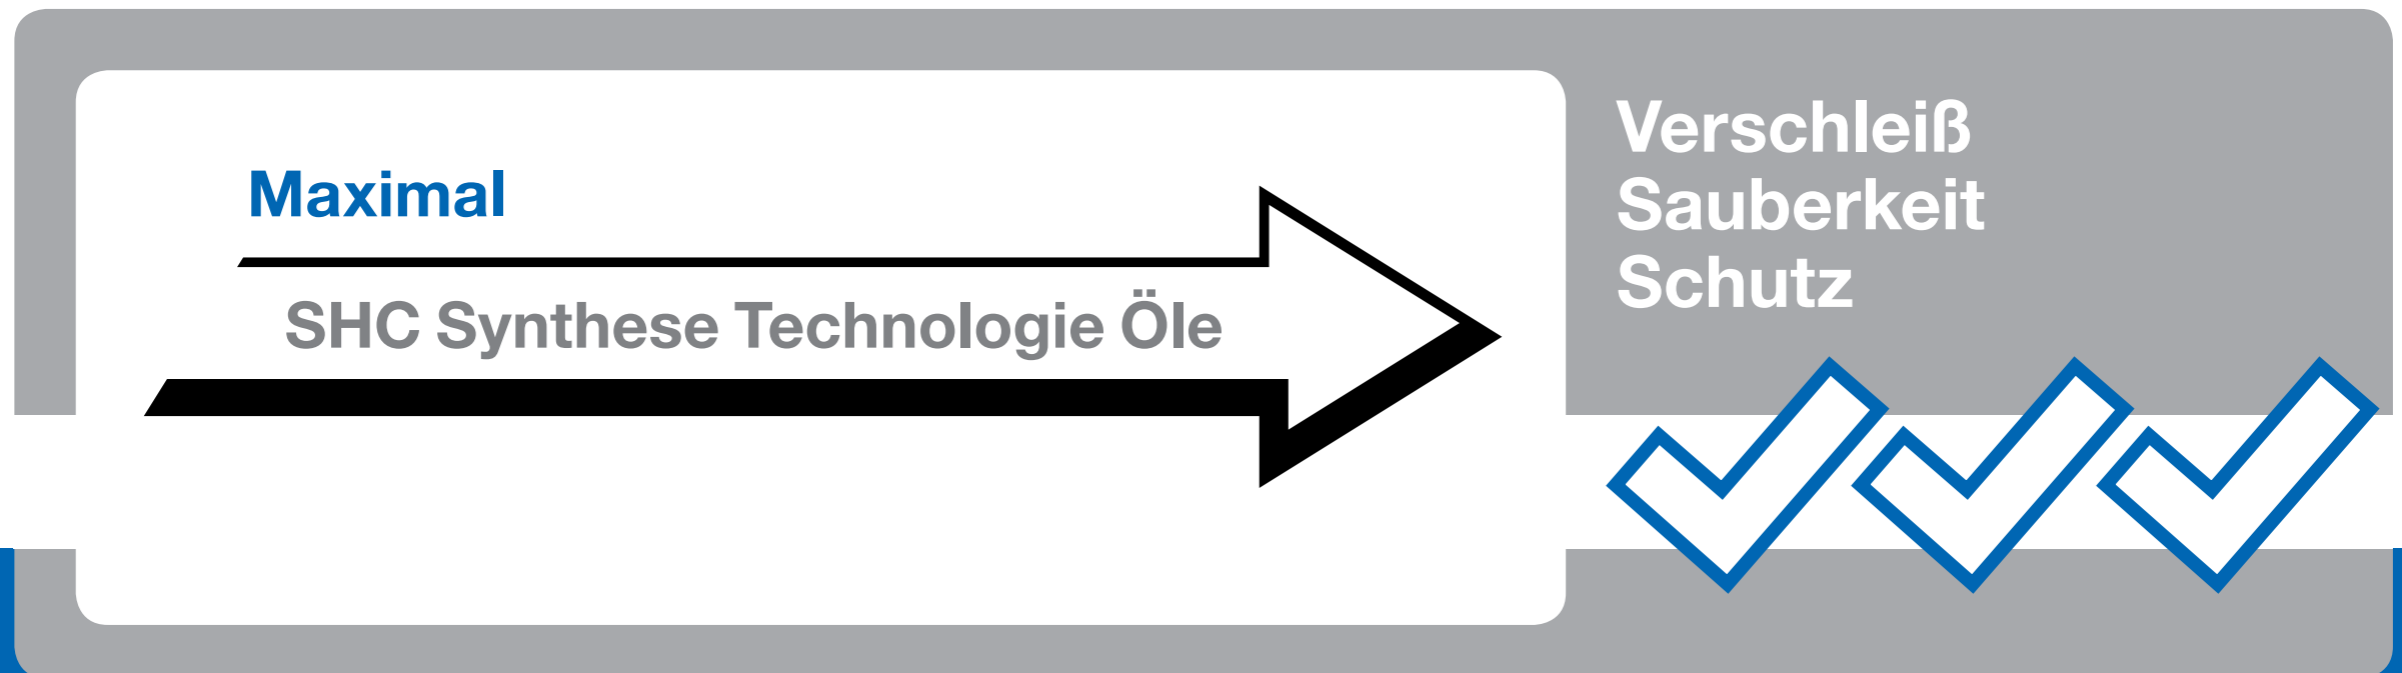 Maximal
SHC Synthese Technologie Öle
Verschleiß
Sauberkeit
Schutz